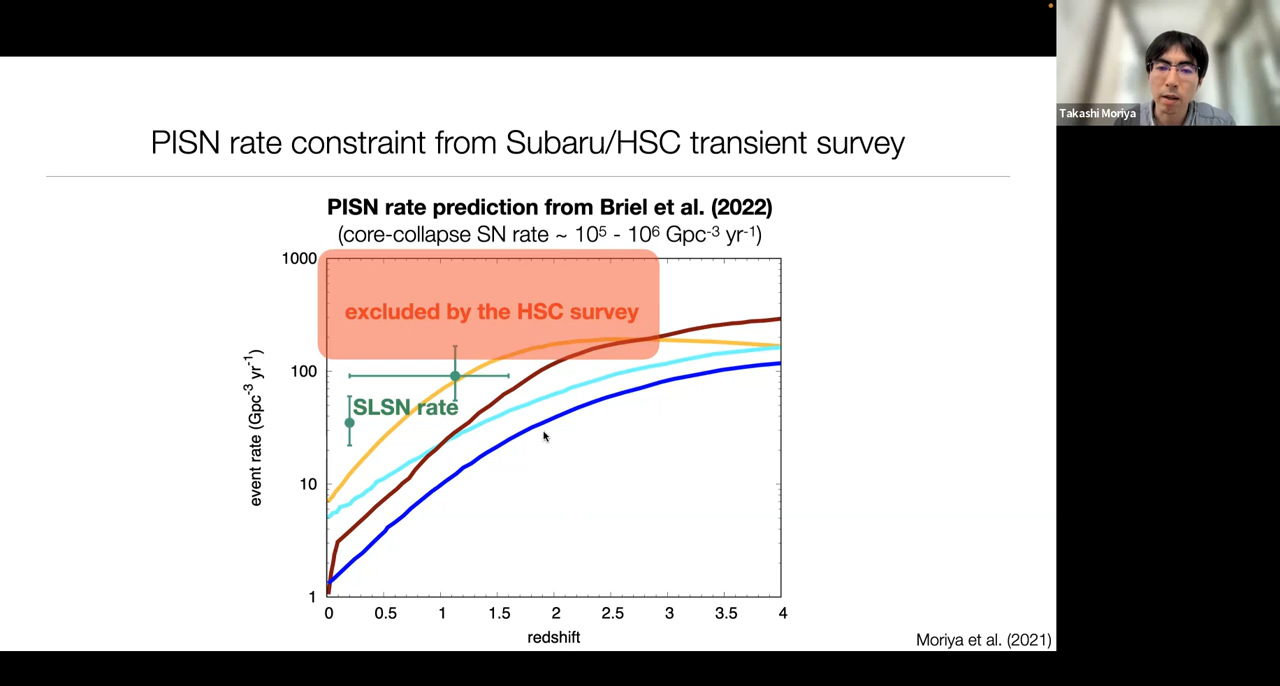 Takashi Moriya
PISN rate constraint from Subaru/HSC transient survey
PISN rate prediction from Briel et al. (2022)
(core-collapse SN rate ~ 10⁵ - 10⁶ Gpc⁻³ yr⁻¹)
1000
excluded by the HSC survey
100
SLSN rate
10
1
event rate (Gpc⁻³ yr⁻¹)
0 0.5 1 1.5 2 2.5 3 3.5 4
redshift
Moriya et al. (2021)